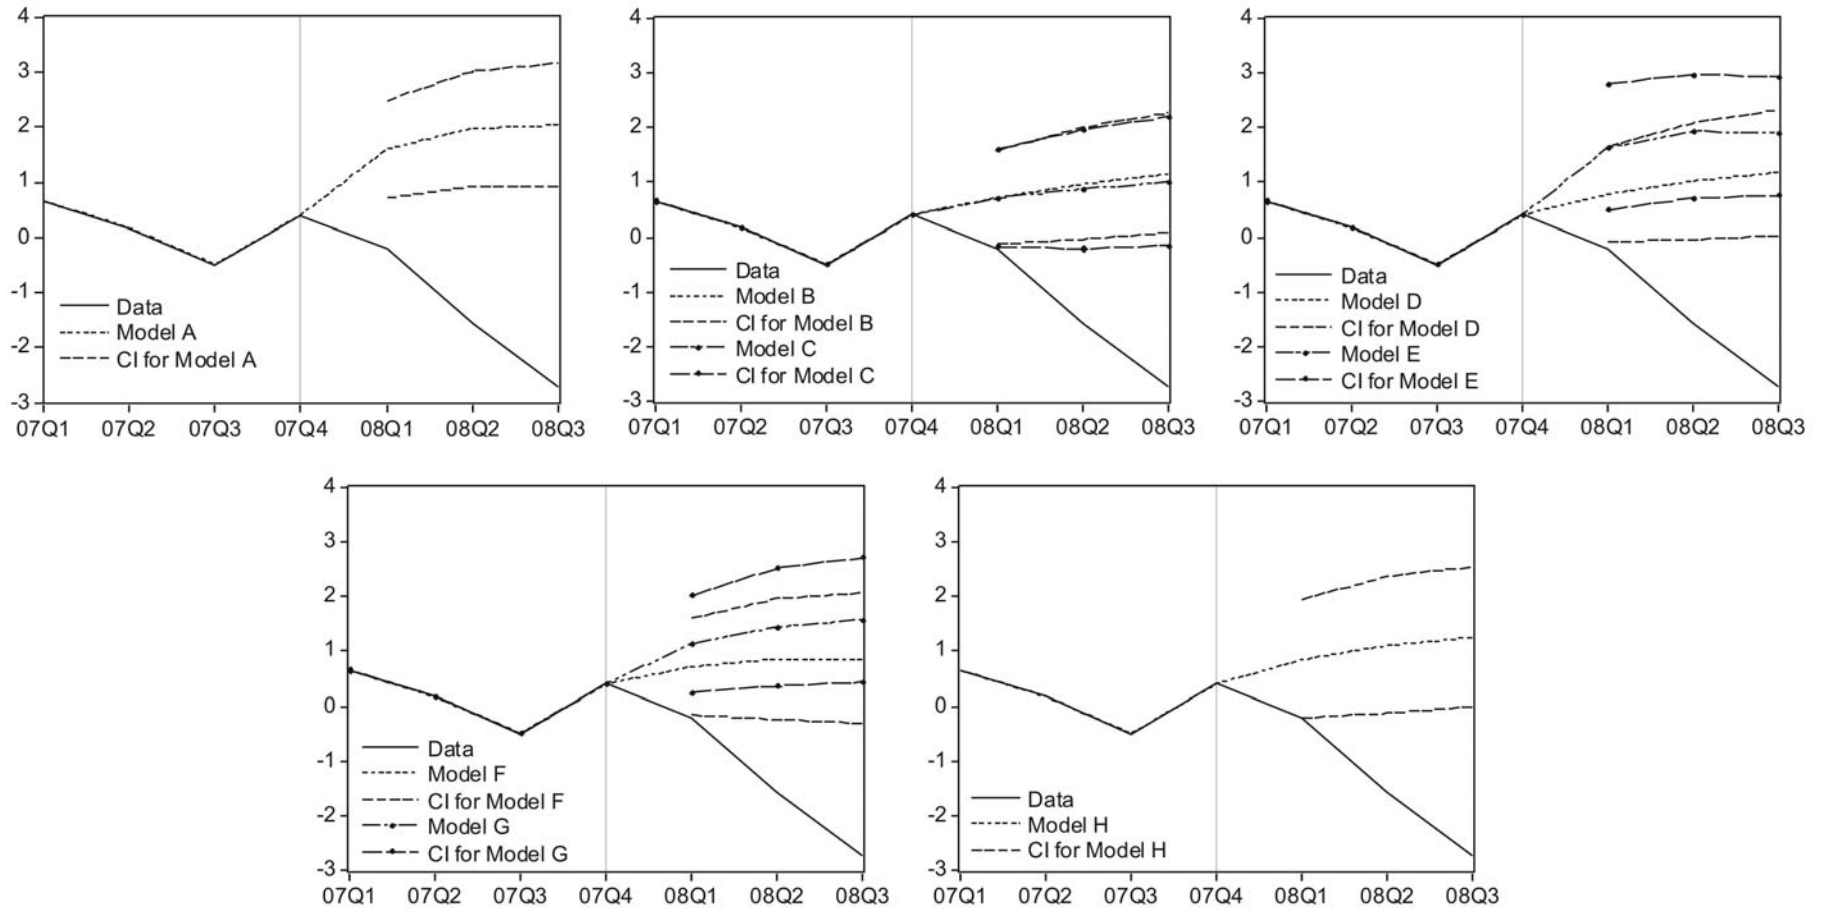 4
3
2
1
0
-1
-2
-3
Data
Model A
CI for Model A
07Q1 07Q2 07Q3 07Q4 08Q1 08Q2 08Q3
4
3
2
1
0
-1
-2
-3
Data
Model B
CI for Model B
Model C
CI for Model C
07Q1 07Q2 07Q3 07Q4 08Q1 08Q2 08Q3
4
3
2
1
0
-1
-2
-3
Data
Model D
CI for Model D
Model E
CI for Model E
07Q1 07Q2 07Q3 07Q4 08Q1 08Q2 08Q3
4
3
2
1
0
-1
-2
-3
Data
Model F
CI for Model F
Model G
CI for Model G
07Q1 07Q2 07Q3 07Q4 08Q1 08Q2 08Q3
4
3
2
1
0
-1
-2
-3
Data
Model H
CI for Model H
07Q1 07Q2 07Q3 07Q4 08Q1 08Q2 08Q3